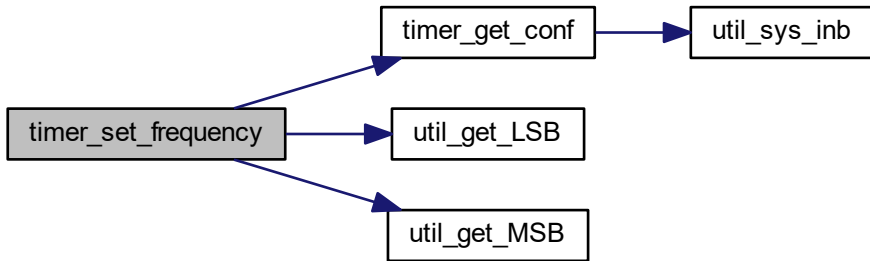 timer_get_conf
util_sys_inb
timer_set_frequency
util_get_LSB
util_get_MSB